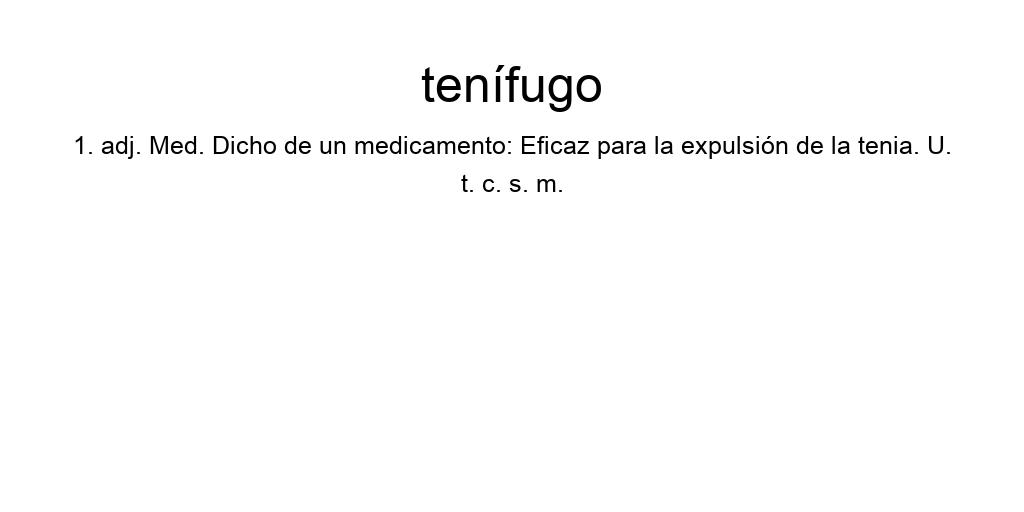 tenífugo
1. adj. Med. Dicho de un medicamento: Eficaz para la expulsión de la tenia. U.
t. c. s. m.